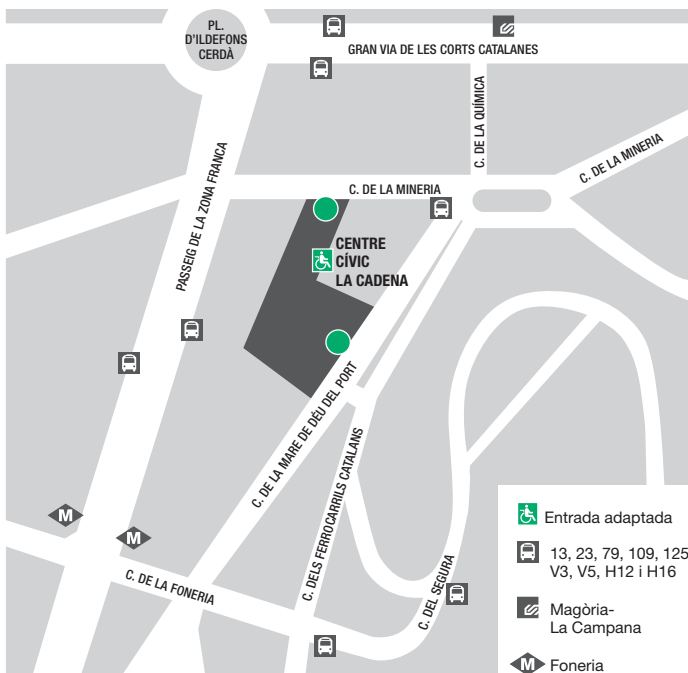 PL.
D'ILDEFONS
CERDÀ
GRAN VIA DE LES CORTS CATALANES
C. DE LA QUÍMICA
C. DE LA MINERIA
C. DE LA MINERIA
PASSEIG DE LA ZONA FRANCA
CENTRE
CÍVIC
LA CADENA
C. DE LA MARE DE DÉU DEL PORT
C. DELS FERROCARRILS CATALANS
C. DEL SEGURA
C. DE LA FONERIA
M
M
Entrada adaptada
13, 23, 79, 109, 125
V3, V5, H12 i H16
Magòria-
La Campana
M Foneria